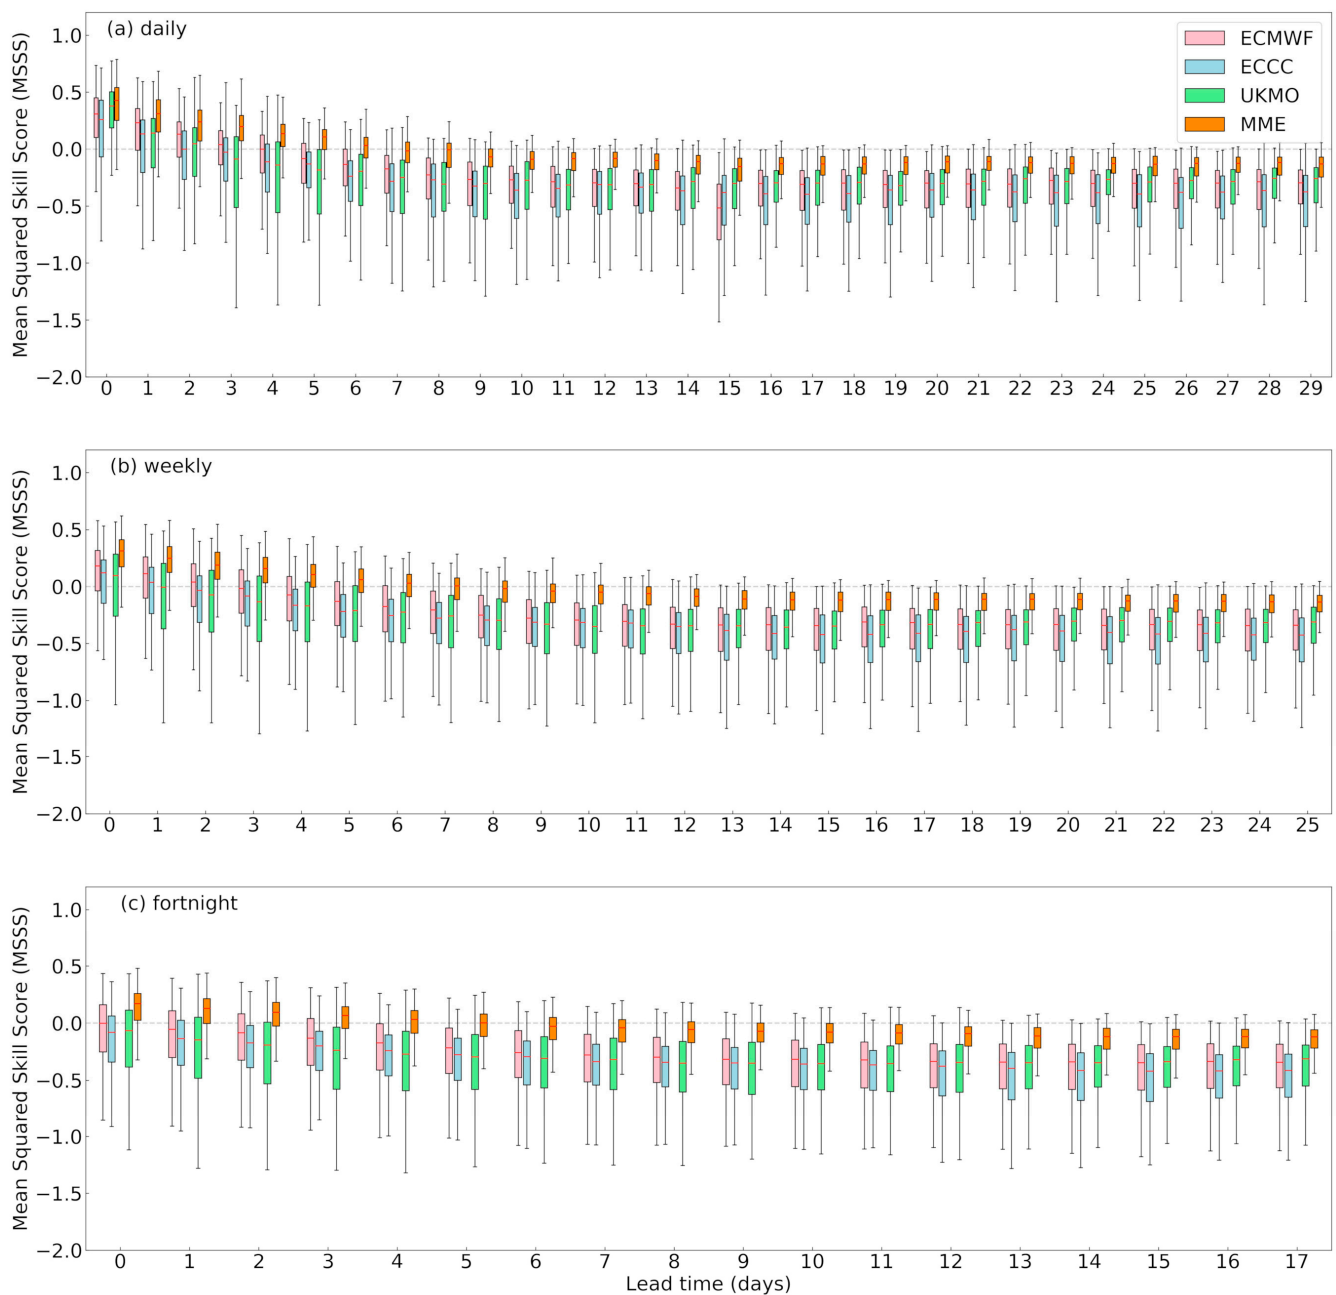 (a) daily
ECMWF
ECCC
UKMO
MME
Mean Squared Skill Score (MSSS)
1.0
0.5
0.0
−0.5
−1.0
−1.5
−2.0
0 1 2 3 4 5 6 7 8 9 10 11 12 13 14 15 16 17 18 19 20 21 22 23 24 25 26 27 28 29
(b) weekly
Mean Squared Skill Score (MSSS)
1.0
0.5
0.0
−0.5
−1.0
−1.5
−2.0
0 1 2 3 4 5 6 7 8 9 10 11 12 13 14 15 16 17 18 19 20 21 22 23 24 25
(c) fortnight
Mean Squared Skill Score (MSSS)
1.0
0.5
0.0
−0.5
−1.0
−1.5
−2.0
0 1 2 3 4 5 6 7 8 9 10 11 12 13 14 15 16 17
Lead time (days)